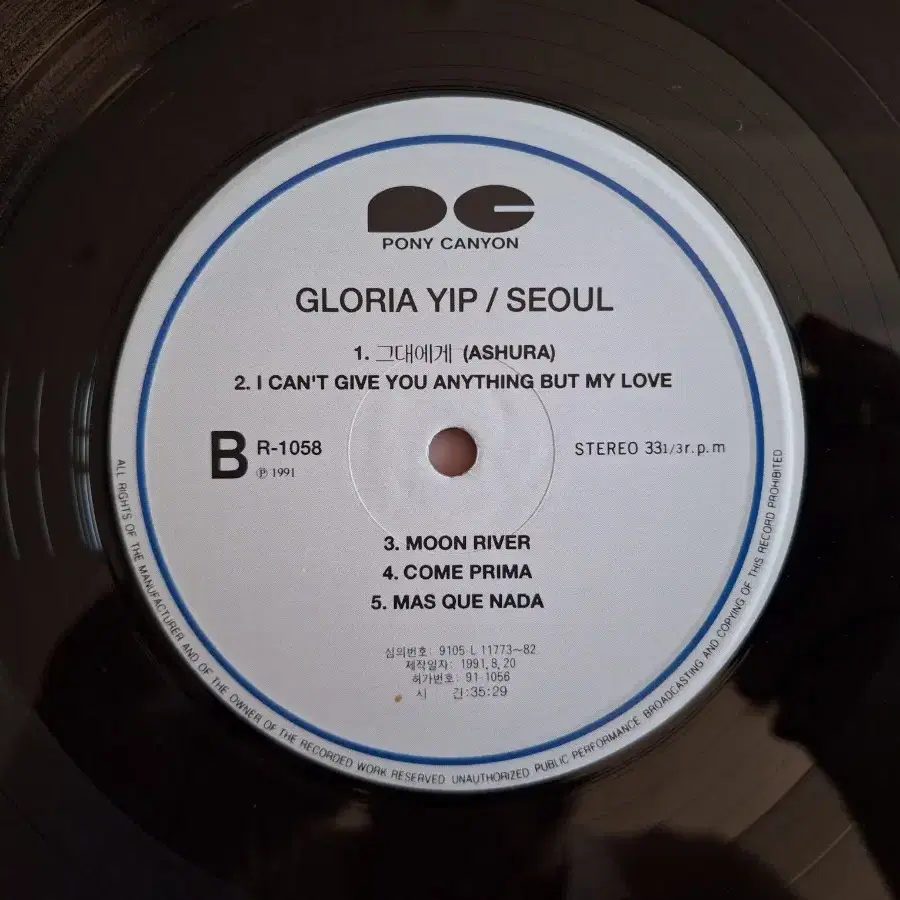 PC
PONY CANYON
GLORIA YIP / SEOUL
1. 그대에게 (ASHURA)
2. I CAN'T GIVE YOU ANYTHING BUT MY LOVE
B R-1058
℗ 1991
STEREO 33 1/3 r.p.m
3. MOON RIVER
4. COME PRIMA
5. MAS QUE NADA
심의번호: 9105 L 11773~82
제작일자: 1991.8.20
허가번호: 91-1056
시 간:35:29
ALL RIGHTS OF THE MANUFACTURER AND OF THE OWNER OF THE RECORDED WORK RESERVED UNAUTHORIZED PUBLIC PERFORMANCE BROADCASTING AND COPYING OF THIS RECORD PROHIBITED